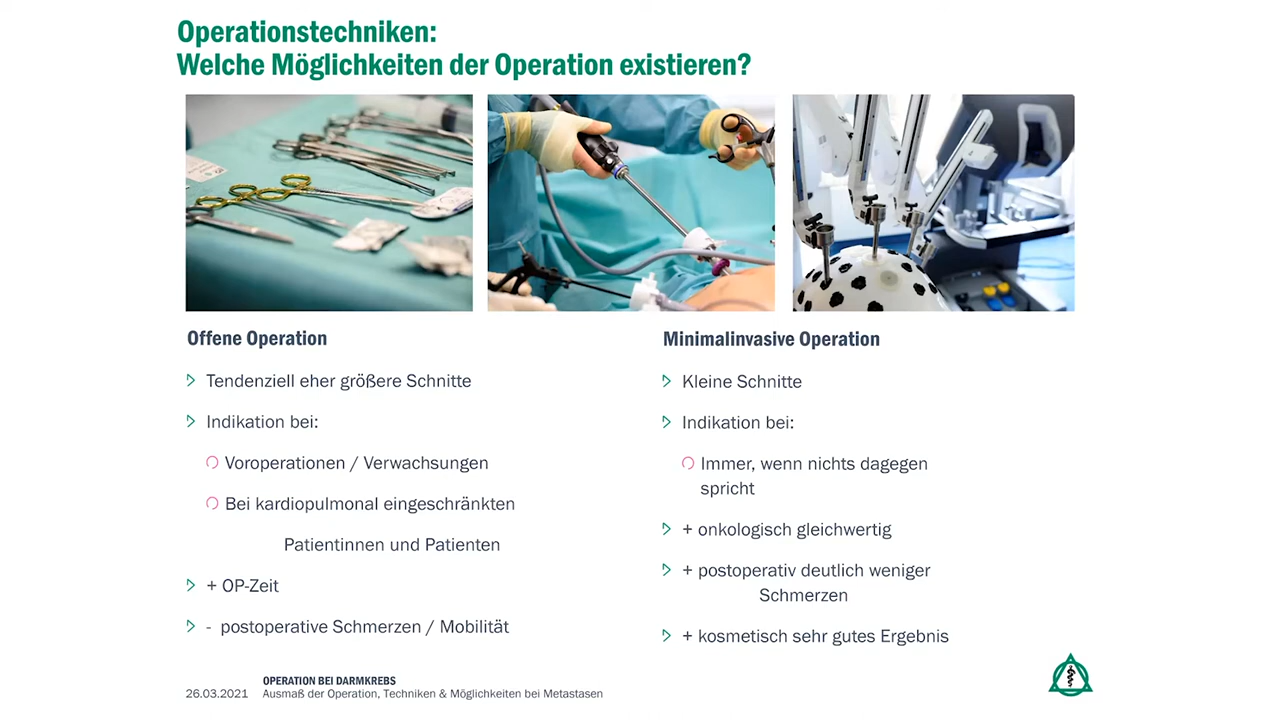 Operationstechniken:
Welche Möglichkeiten der Operation existieren?
Offene Operation
Tendenziell eher größere Schnitte
Indikation bei:
Voroperationen / Verwachsungen
Bei kardiopulmonal eingeschränkten
Patientinnen und Patienten
+ OP-Zeit
- postoperative Schmerzen / Mobilität
Minimalinvasive Operation
Kleine Schnitte
Indikation bei:
Immer, wenn nichts dagegen
spricht
+ onkologisch gleichwertig
+ postoperativ deutlich weniger
Schmerzen
+ kosmetisch sehr gutes Ergebnis
OPERATION BEI DARMKREBS
26.03.2021 Ausmaß der Operation, Techniken & Möglichkeiten bei Metastasen